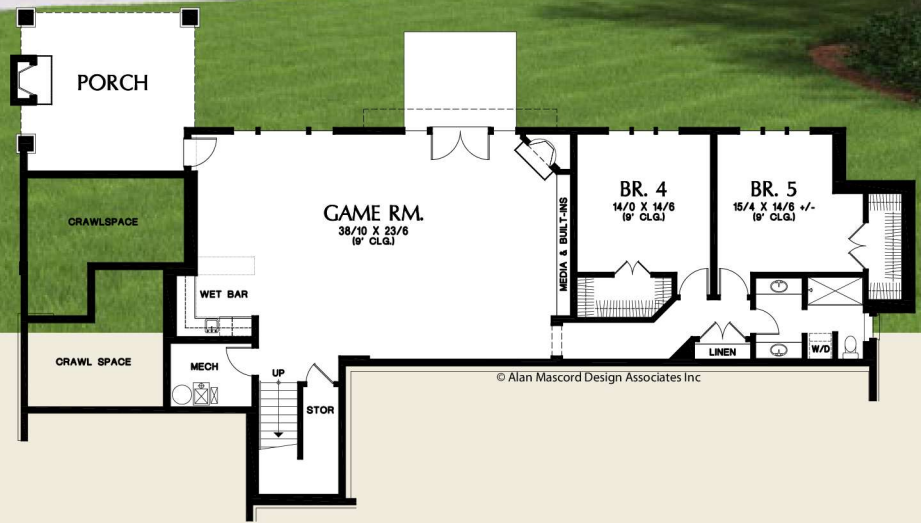 PORCH
CRAWLSPACE
GAME RM.
38/10 X 23/6
(9' CLG.)
MEDIA & BUILT-INS
BR. 4
14/0 X 14/6
(9' CLG.)
BR. 5
15/4 X 14/6 +/-
(9' CLG.)
WET BAR
CRAWL SPACE
MECH
UP
STOR
LINEN
W/D
© Alan Mascord Design Associates Inc